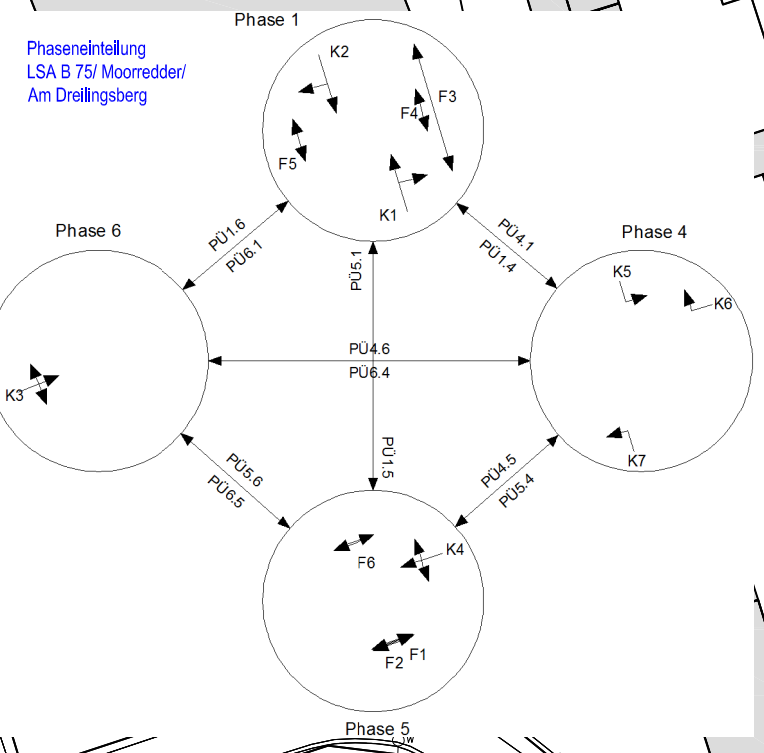 Phase 1
Phaseneinteilung
LSA B 75/ Moorredder/
Am Dreilingsberg
K2
F3
F4
F5
K1
Phase 6
PÜ1.6
PÜ6.1
PÜ5.1
PÜ4.1
PÜ1.4
Phase 4
K5
K6
PÜ4.6
PÜ6.4
K3
K7
PÜ5.6
PÜ6.5
PÜ1.5
PÜ4.5
PÜ5.4
F6
K4
F2
F1
Phase 5
W